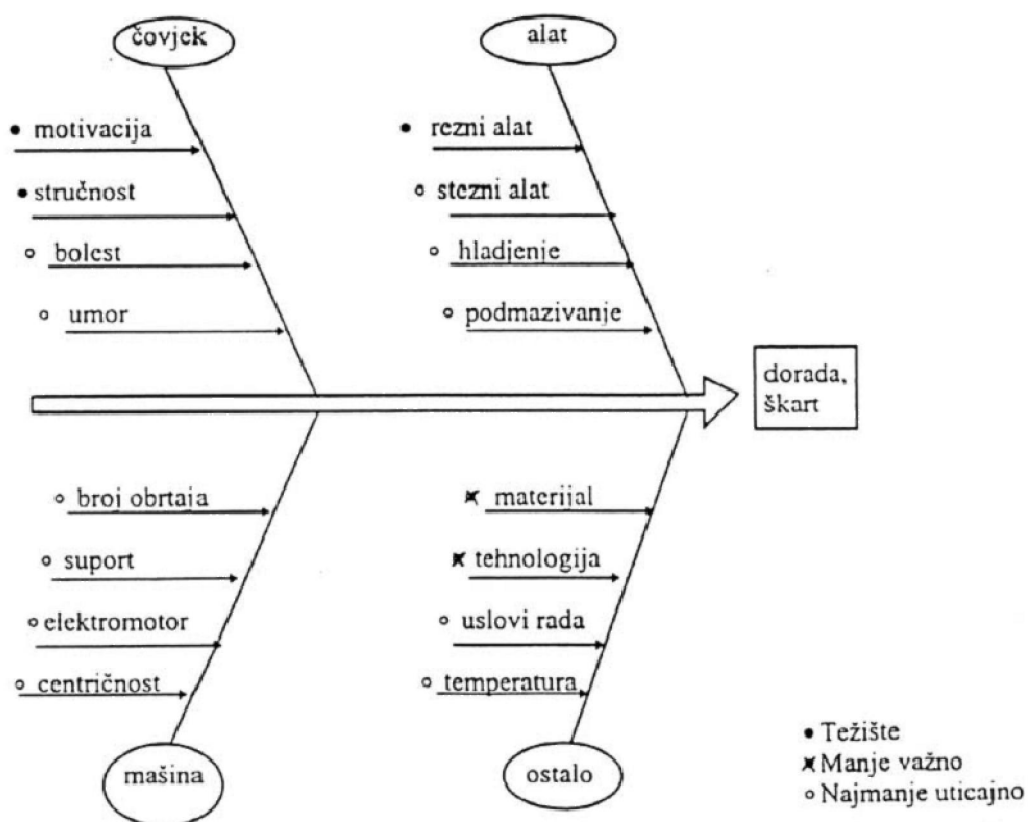 čovjek
alat
• motivacija
• rezni alat
• stručnost
o stezni alat
o bolest
o hladjenje
o umor
o podmazivanje
dorada,
škart
o broj obrtaja
x materijal
o suport
x tehnologija
o elektromotor
o uslovi rada
o centričnost
o temperatura
mašina
ostalo
• Težište
x Manje važno
o Najmanje uticajno